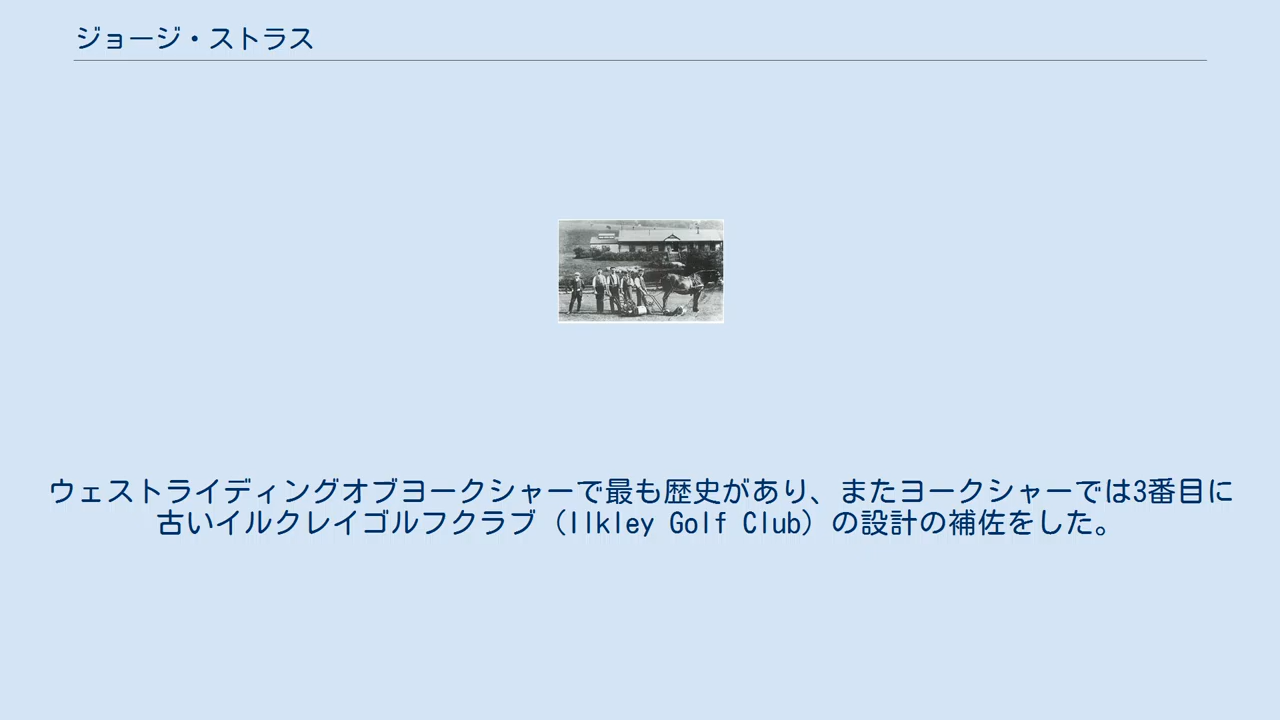 ジョージ・ストラス
ウェストライディングオブヨークシャーで最も歴史があり、またヨークシャーでは3番目に
古いイルクレイゴルフクラブ（Ilkley Golf Club）の設計の補佐をした。